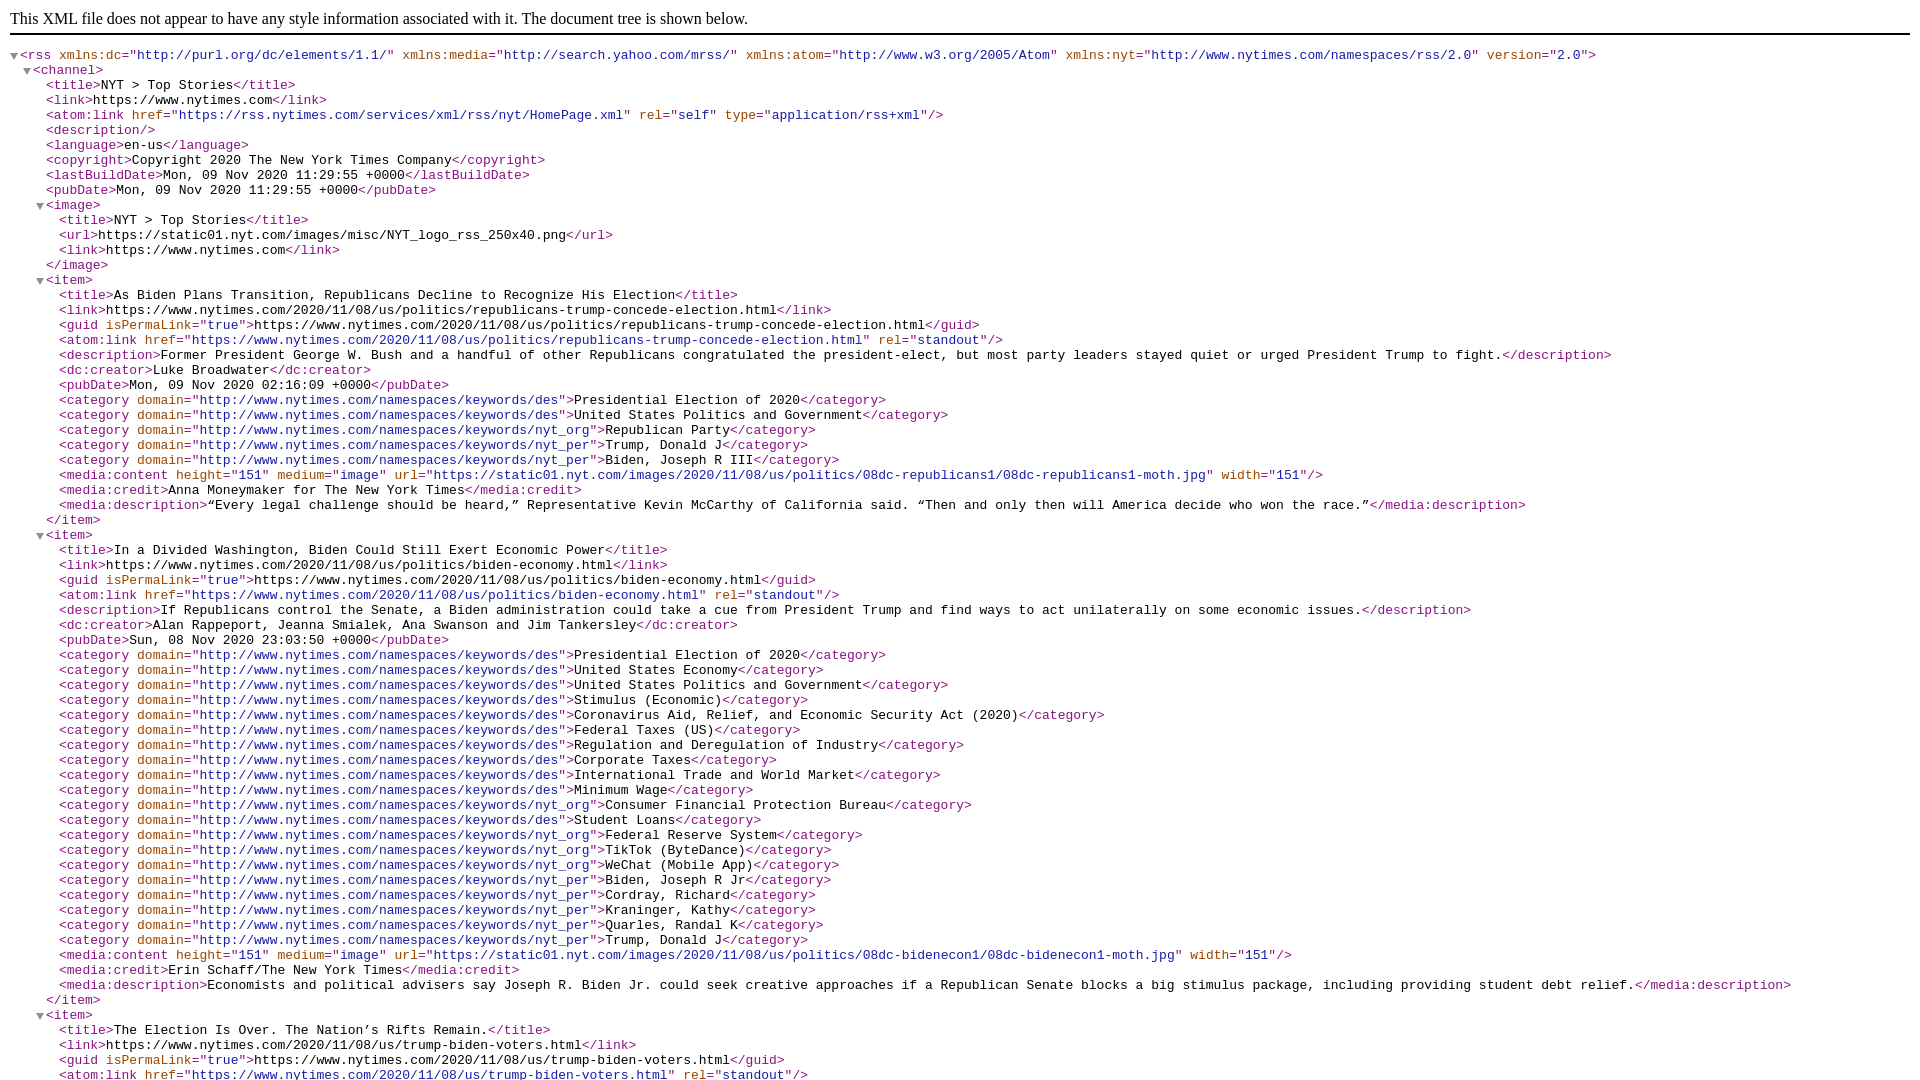 This XML file does not appear to have any style information associated with it. The document tree is shown below.
<rss xmlns:dc="http://purl.org/dc/elements/1.1/" xmlns:media="http://search.yahoo.com/mrss/" xmlns:atom="http://www.w3.org/2005/Atom" xmlns:nyt="http://www.nytimes.com/namespaces/rss/2.0" version="2.0">
<channel>
<title>NYT > Top Stories</title>
<link>https://www.nytimes.com</link>
<atom:link href="https://rss.nytimes.com/services/xml/rss/nyt/HomePage.xml" rel="self" type="application/rss+xml"/>
<description/>
<language>en-us</language>
<copyright>Copyright 2020 The New York Times Company</copyright>
<lastBuildDate>Mon, 09 Nov 2020 11:29:55 +0000</lastBuildDate>
<pubDate>Mon, 09 Nov 2020 11:29:55 +0000</pubDate>
<image>
<title>NYT > Top Stories</title>
<url>https://static01.nyt.com/images/misc/NYT_logo_rss_250x40.png</url>
<link>https://www.nytimes.com</link>
</image>
<item>
<title>As Biden Plans Transition, Republicans Decline to Recognize His Election</title>
<link>https://www.nytimes.com/2020/11/08/us/politics/republicans-trump-concede-election.html</link>
<guid isPermaLink="true">https://www.nytimes.com/2020/11/08/us/politics/republicans-trump-concede-election.html</guid>
<atom:link href="https://www.nytimes.com/2020/11/08/us/politics/republicans-trump-concede-election.html" rel="standout"/>
<description>Former President George W. Bush and a handful of other Republicans congratulated the president-elect, but most party leaders stayed quiet or urged President Trump to fight.</description>
<dc:creator>Luke Broadwater</dc:creator>
<pubDate>Mon, 09 Nov 2020 02:16:09 +0000</pubDate>
<category domain="http://www.nytimes.com/namespaces/keywords/des">Presidential Election of 2020</category>
<category domain="http://www.nytimes.com/namespaces/keywords/des">United States Politics and Government</category>
<category domain="http://www.nytimes.com/namespaces/keywords/nyt_org">Republican Party</category>
<category domain="http://www.nytimes.com/namespaces/keywords/nyt_per">Trump, Donald J</category>
<category domain="http://www.nytimes.com/namespaces/keywords/nyt_per">Biden, Joseph R III</category>
<media:content height="151" medium="image" url="https://static01.nyt.com/images/2020/11/08/us/politics/08dc-republicans1/08dc-republicans1-moth.jpg" width="151"/>
<media:credit>Anna Moneymaker for The New York Times</media:credit>
<media:description>“Every legal challenge should be heard,” Representative Kevin McCarthy of California said. “Then and only then will America decide who won the race.”</media:description>
</item>
<item>
<title>In a Divided Washington, Biden Could Still Exert Economic Power</title>
<link>https://www.nytimes.com/2020/11/08/us/politics/biden-economy.html</link>
<guid isPermaLink="true">https://www.nytimes.com/2020/11/08/us/politics/biden-economy.html</guid>
<atom:link href="https://www.nytimes.com/2020/11/08/us/politics/biden-economy.html" rel="standout"/>
<description>If Republicans control the Senate, a Biden administration could take a cue from President Trump and find ways to act unilaterally on some economic issues.</description>
<dc:creator>Alan Rappeport, Jeanna Smialek, Ana Swanson and Jim Tankersley</dc:creator>
<pubDate>Sun, 08 Nov 2020 23:03:50 +0000</pubDate>
<category domain="http://www.nytimes.com/namespaces/keywords/des">Presidential Election of 2020</category>
<category domain="http://www.nytimes.com/namespaces/keywords/des">United States Economy</category>
<category domain="http://www.nytimes.com/namespaces/keywords/des">United States Politics and Government</category>
<category domain="http://www.nytimes.com/namespaces/keywords/des">Stimulus (Economic)</category>
<category domain="http://www.nytimes.com/namespaces/keywords/des">Coronavirus Aid, Relief, and Economic Security Act (2020)</category>
<category domain="http://www.nytimes.com/namespaces/keywords/des">Federal Taxes (US)</category>
<category domain="http://www.nytimes.com/namespaces/keywords/des">Regulation and Deregulation of Industry</category>
<category domain="http://www.nytimes.com/namespaces/keywords/des">Corporate Taxes</category>
<category domain="http://www.nytimes.com/namespaces/keywords/des">International Trade and World Market</category>
<category domain="http://www.nytimes.com/namespaces/keywords/des">Minimum Wage</category>
<category domain="http://www.nytimes.com/namespaces/keywords/nyt_org">Consumer Financial Protection Bureau</category>
<category domain="http://www.nytimes.com/namespaces/keywords/des">Student Loans</category>
<category domain="http://www.nytimes.com/namespaces/keywords/nyt_org">Federal Reserve System</category>
<category domain="http://www.nytimes.com/namespaces/keywords/nyt_org">TikTok (ByteDance)</category>
<category domain="http://www.nytimes.com/namespaces/keywords/nyt_org">WeChat (Mobile App)</category>
<category domain="http://www.nytimes.com/namespaces/keywords/nyt_per">Biden, Joseph R Jr</category>
<category domain="http://www.nytimes.com/namespaces/keywords/nyt_per">Cordray, Richard</category>
<category domain="http://www.nytimes.com/namespaces/keywords/nyt_per">Kraninger, Kathy</category>
<category domain="http://www.nytimes.com/namespaces/keywords/nyt_per">Quarles, Randal K</category>
<category domain="http://www.nytimes.com/namespaces/keywords/nyt_per">Trump, Donald J</category>
<media:content height="151" medium="image" url="https://static01.nyt.com/images/2020/11/08/us/politics/08dc-bidenecon1/08dc-bidenecon1-moth.jpg" width="151"/>
<media:credit>Erin Schaff/The New York Times</media:credit>
<media:description>Economists and political advisers say Joseph R. Biden Jr. could seek creative approaches if a Republican Senate blocks a big stimulus package, including providing student debt relief.</media:description>
</item>
<item>
<title>The Election Is Over. The Nation’s Rifts Remain.</title>
<link>https://www.nytimes.com/2020/11/08/us/trump-biden-voters.html</link>
<guid isPermaLink="true">https://www.nytimes.com/2020/11/08/us/trump-biden-voters.html</guid>
<atom:link href="https://www.nytimes.com/2020/11/08/us/trump-biden-voters.html" rel="standout"/>